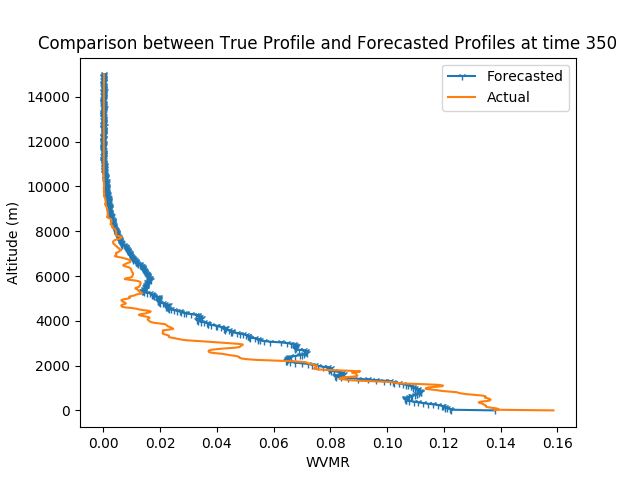 Comparison between True Profile and Forecasted Profiles at time 350
Forecasted
Actual
14000
12000
10000
8000
6000
4000
2000
0
Altitude (m)
0.00 0.02 0.04 0.06 0.08 0.10 0.12 0.14 0.16
WVMR